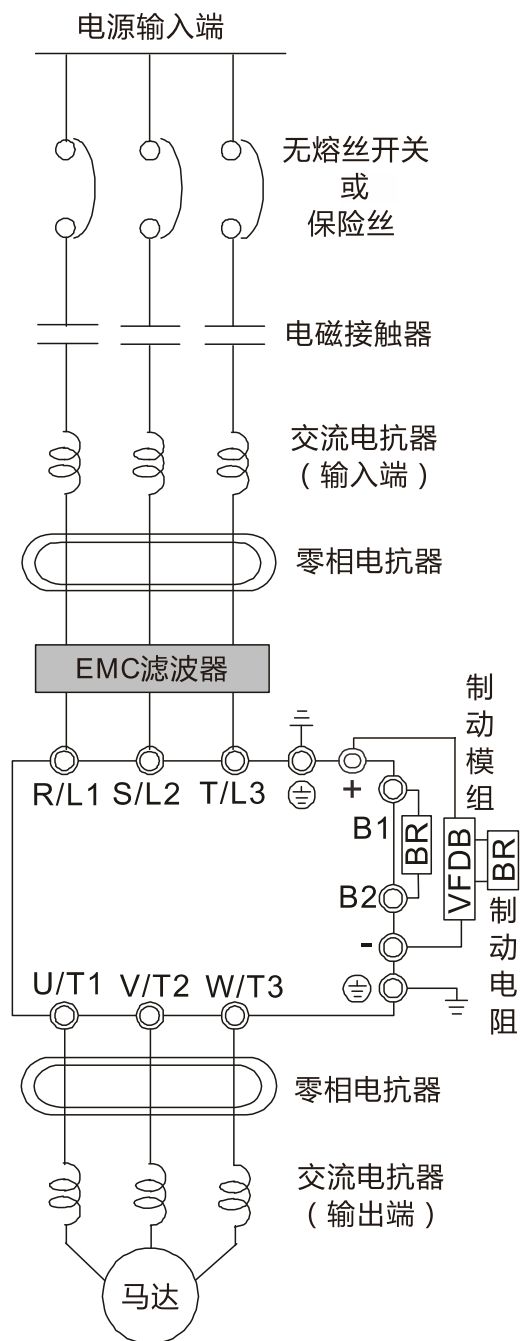 电源输入端
无熔丝开关
或
保险丝
电磁接触器
交流电抗器
（输入端）
零相电抗器
EMC滤波器
制动模组
R/L1 S/L2 T/L3
+
B1
BR
VFDB
BR
B2
-
制动电阻
U/T1 V/T2 W/T3
零相电抗器
交流电抗器
（输出端）
马达